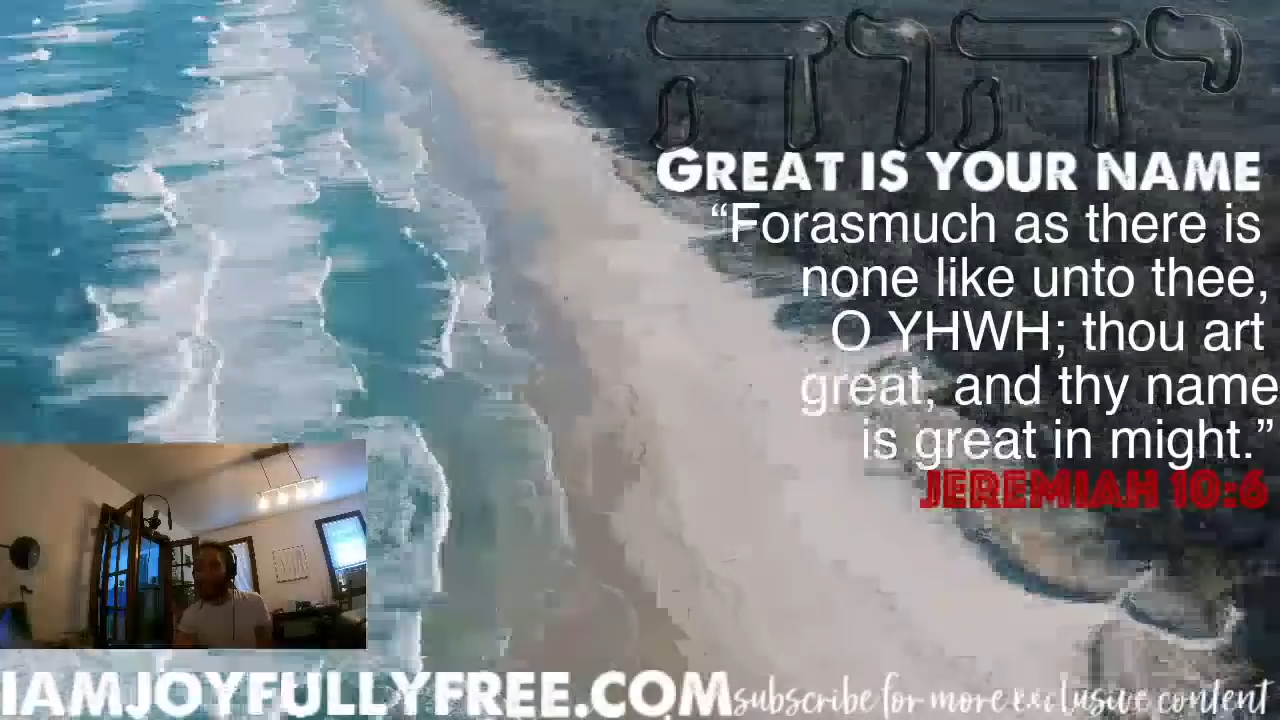 יהוה
GREAT IS YOUR NAME
“Forasmuch as there is
none like unto thee,
O YHWH; thou art
great, and thy name
is great in might.”
JEREMIAH 10:6
IAMJOYFULLYFREE.COM subscribe for more exclusive content